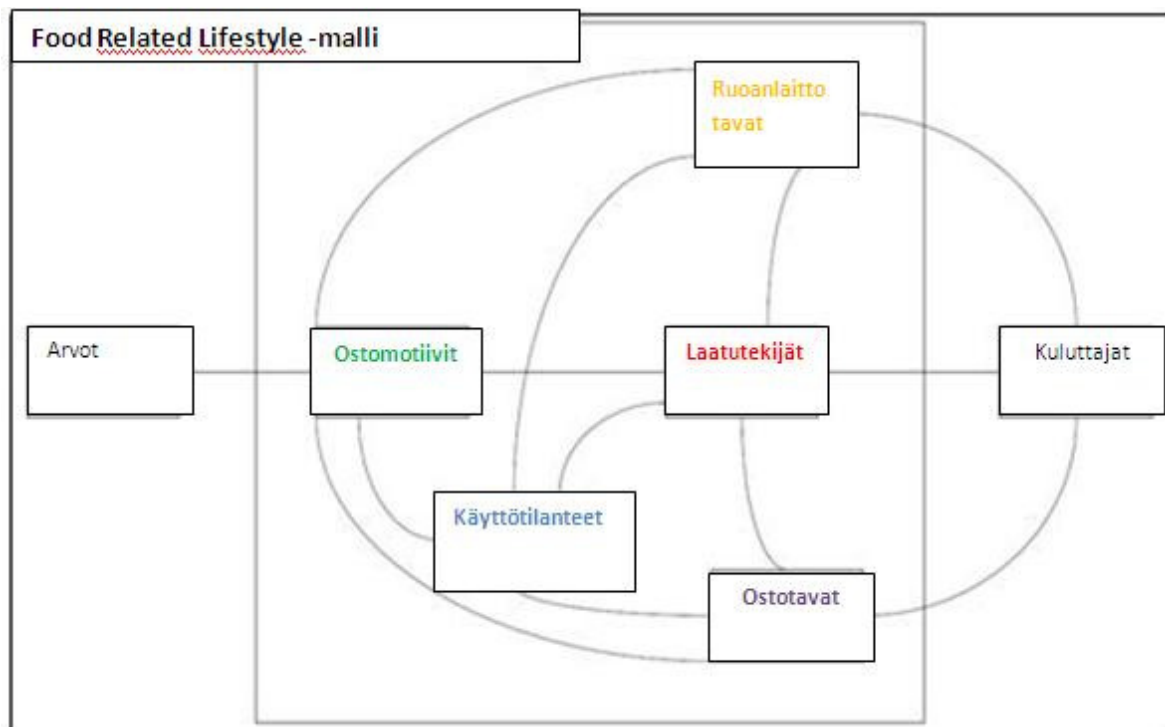 Food Related Lifestyle -malli
Ruoanlaitto
tavat
Arvot
Ostomotiivit
Laatutekijät
Kuluttajat
Käyttötilanteet
Ostotavat